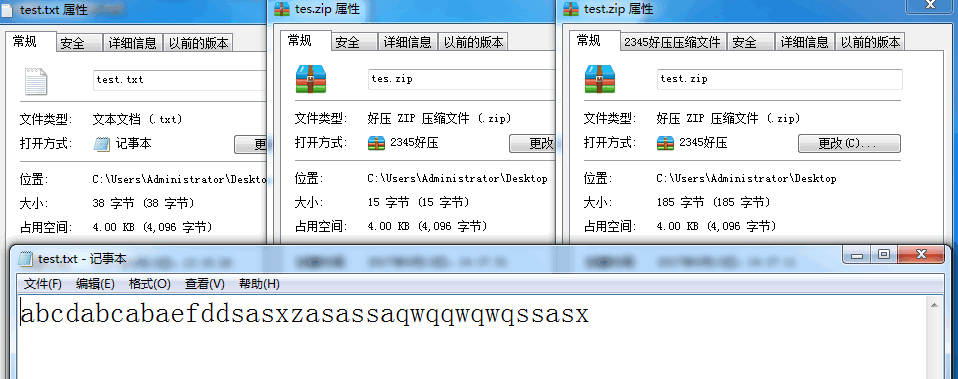 test.txt 属性
常规 安全 详细信息 以前的版本
test.txt
文件类型: 文本文档 (.txt)
打开方式: 记事本 更
位置: C:\Users\Administrator\Desktop
大小: 38 字节 (38 字节)
占用空间: 4.00 KB (4,096 字节)
tes.zip 属性
常规 安全 详细信息 以前的版本
tes.zip
文件类型: 好压 ZIP 压缩文件 (.zip)
打开方式: 2345好压 更改
位置: C:\Users\Administrator\Desktop
大小: 15 字节 (15 字节)
占用空间: 4.00 KB (4,096 字节)
test.zip 属性
常规 2345好压压缩文件 安全 详细信息 以前的版本
test.zip
文件类型: 好压 ZIP 压缩文件 (.zip)
打开方式: 2345好压 更改(C)...
位置: C:\Users\Administrator\Desktop
大小: 185 字节 (185 字节)
占用空间: 4.00 KB (4,096 字节)
test.txt - 记事本
文件(F) 编辑(E) 格式(O) 查看(V) 帮助(H)
abcdabcabaefddsasxzasassaqwqqwqwqssasx